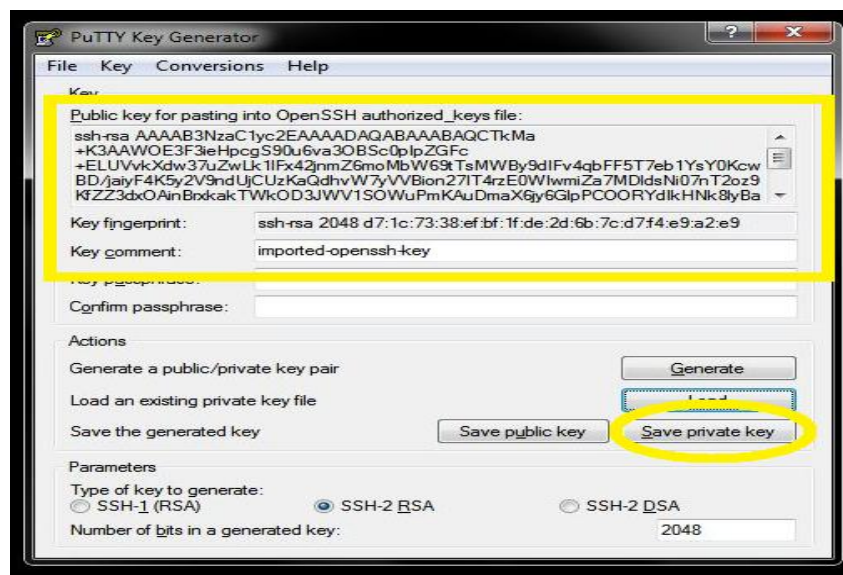 PuTTY Key Generator
File Key Conversions Help
Key
Public key for pasting into OpenSSH authorized_keys file:
ssh-rsa AAAAB3NzaC1yc2EAAAADAQABAAABAQCTkMa
+K3AAWOE3F3ieHpcgS90u6va3OBSc0pIpZGFc
+ELUVvkXdw37uZwLk1IFx42jnmZ6moMbW69tTsMWBy9dIFv4qbFF5T7eb1YsY0Kcw
BD/jaiyF4K5y2V9ndUjCUzKaQdhvW7yVVBion27IT4rzE0WIwmiZa7MDIdsNi07nT2oz9
KfZZ3dxOAinBrxkakTWkOD3JWV1SOWuPmKAuDmaX6jy6GlpPCOORYdlkHNk8lyBa
Key fingerprint: ssh-rsa 2048 d7:1c:73:38:ef:bf:1f:de:2d:6b:7c:d7:f4:e9:a2:e9
Key comment: imported-openssh-key
Key passphrase:
Confirm passphrase:
Actions
Generate a public/private key pair Generate
Load an existing private key file Load
Save the generated key Save public key Save private key
Parameters
Type of key to generate:
SSH-1 (RSA) SSH-2 RSA SSH-2 DSA
Number of bits in a generated key: 2048